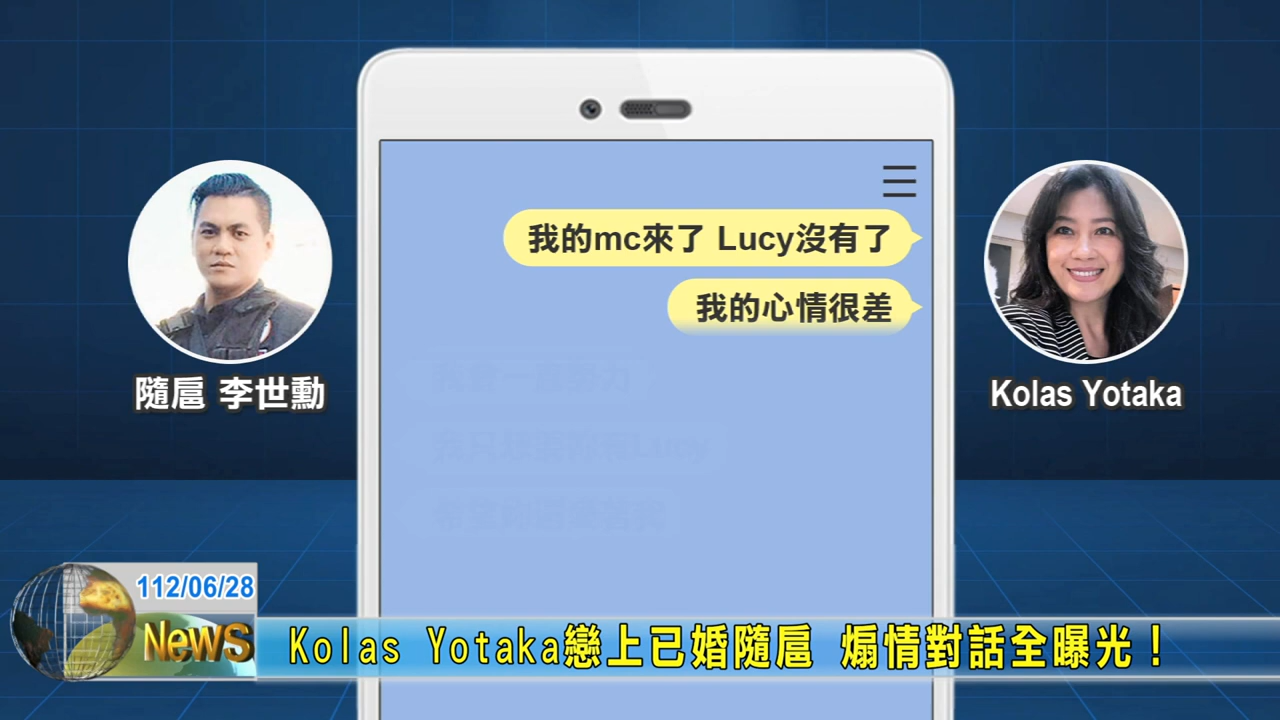 我的mc來了 Lucy沒有了
我的心情很差
隨扈 李世勳
Kolas Yotaka
112/06/28
News
Kolas Yotaka戀上已婚隨扈 煽情對話全曝光！